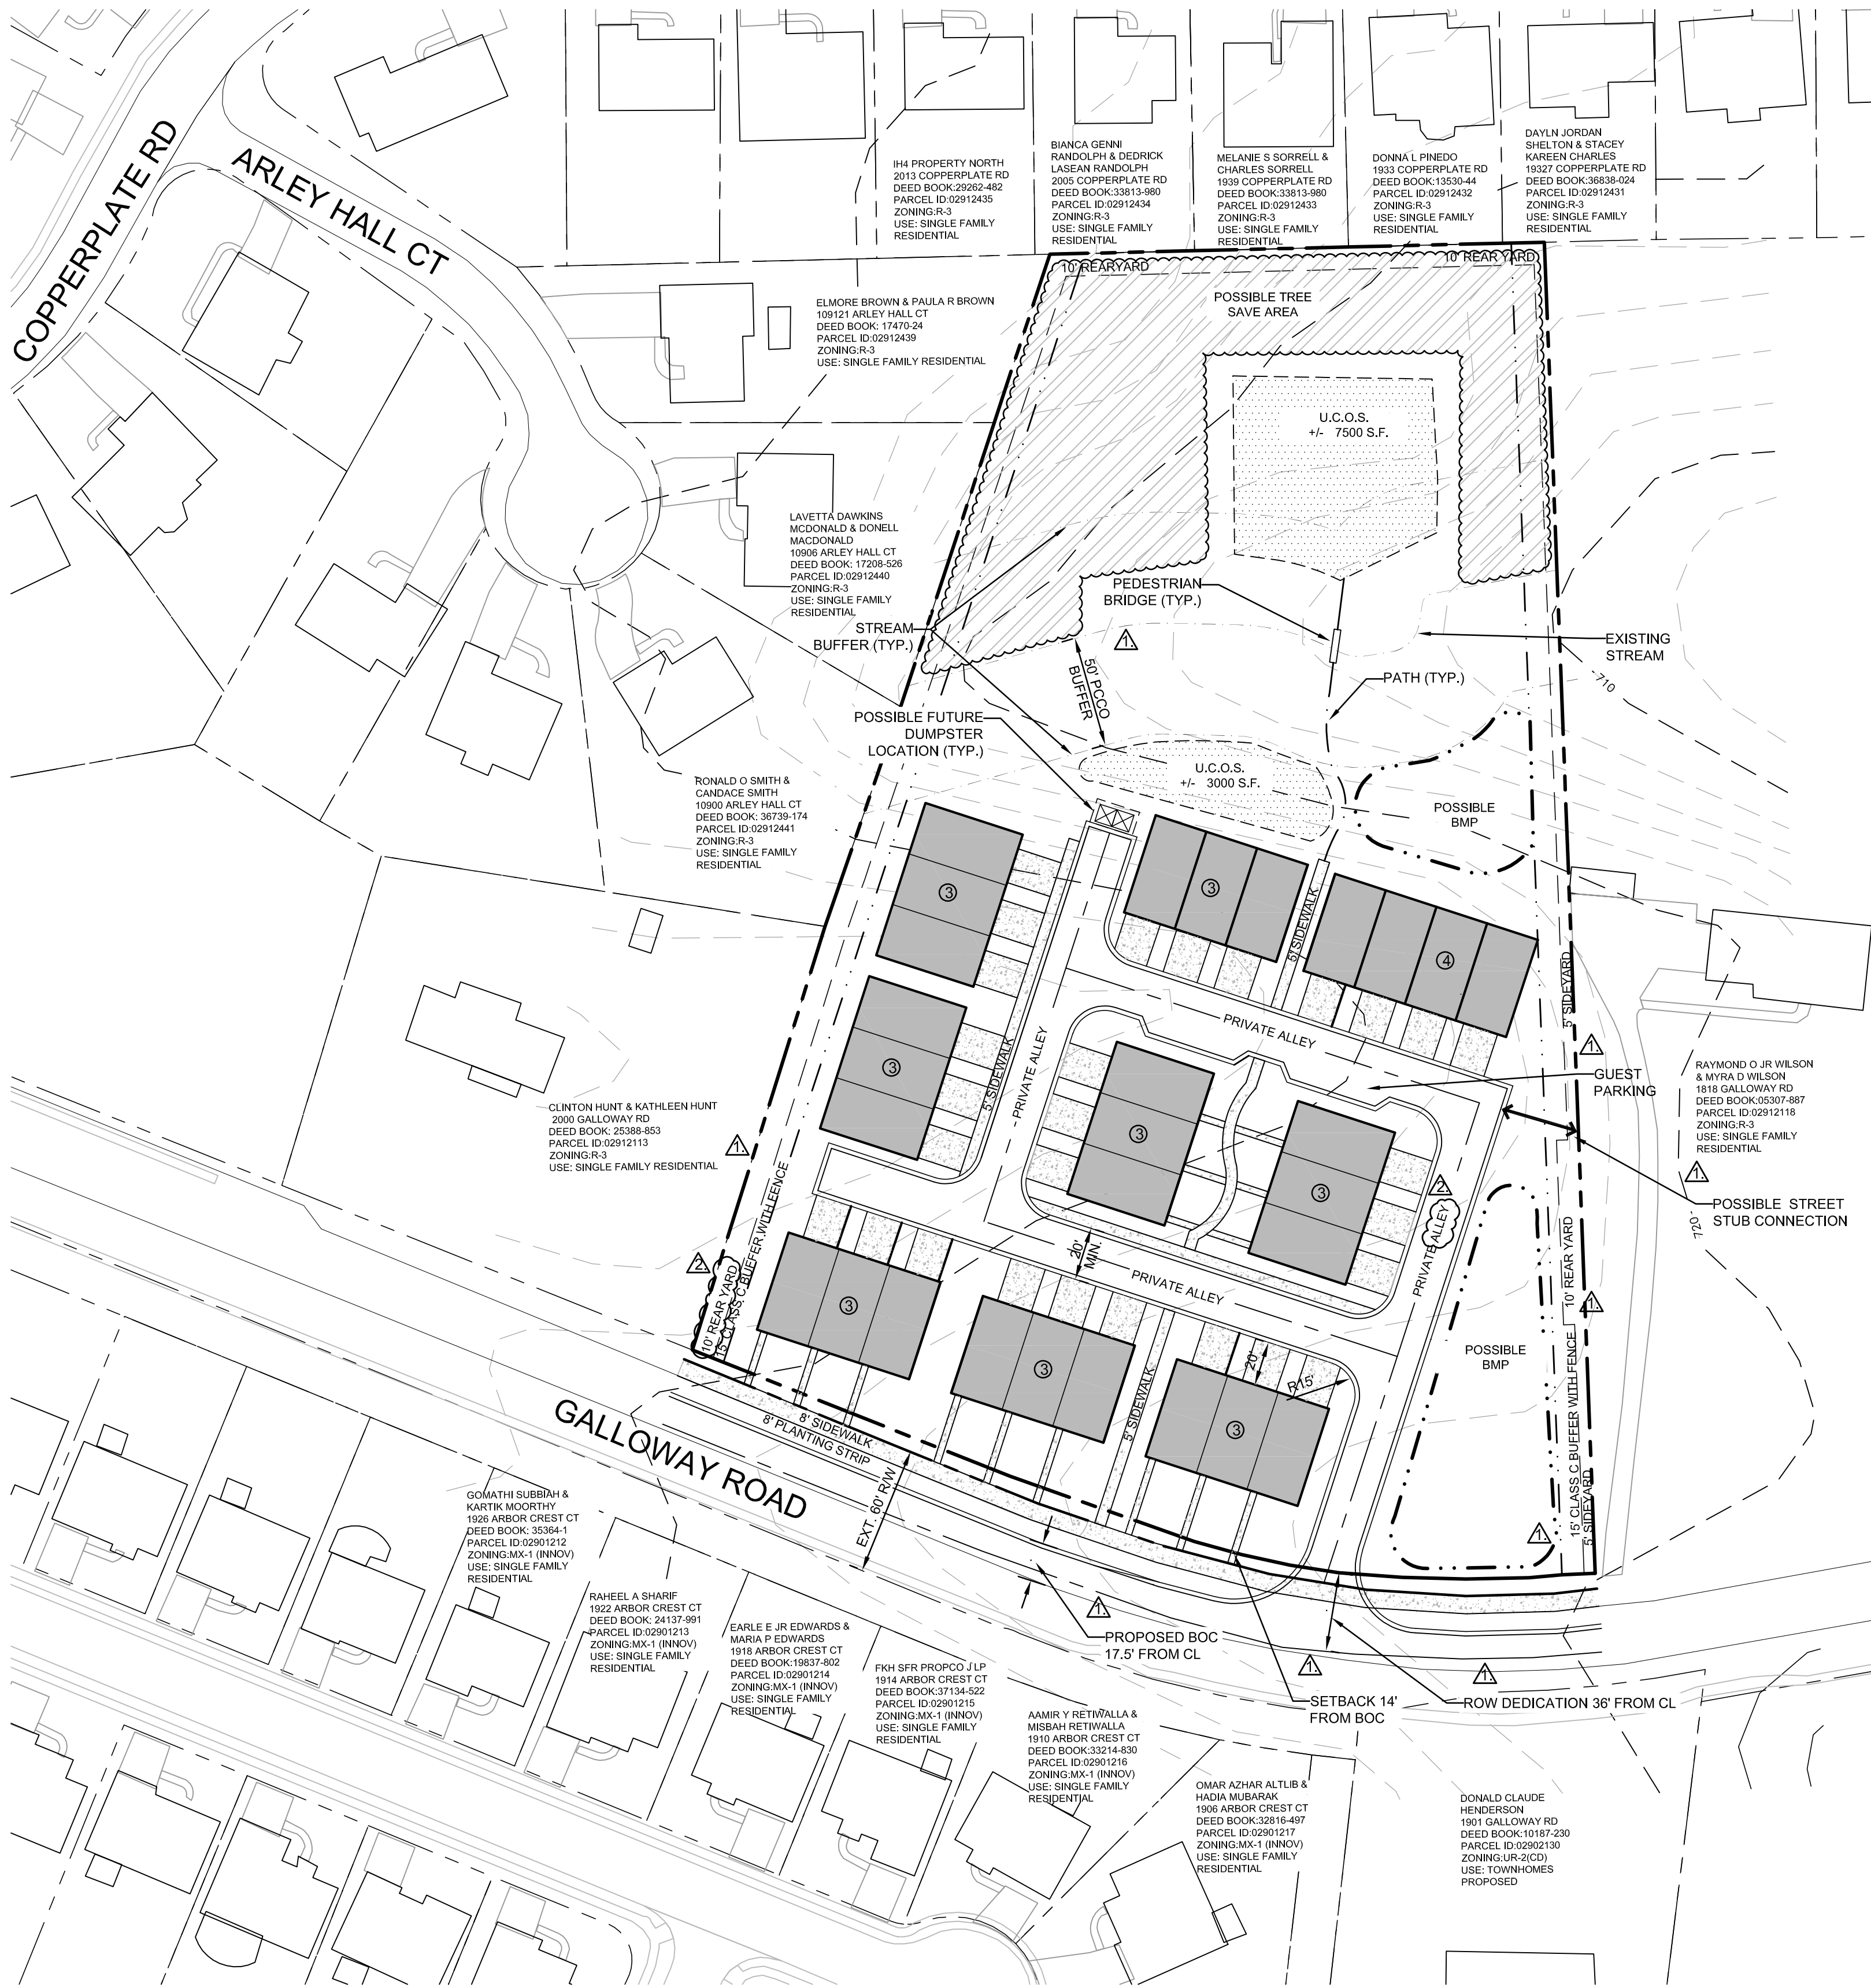 COPPERPLATE RD
ARLEY HALL CT
IH4 PROPERTY NORTH
2013 COPPERPLATE RD
DEED BOOK:29262-482
PARCEL ID:02912435
ZONING:R-3
USE: SINGLE FAMILY
RESIDENTIAL
BIANCA GENNI
RANDOLPH & DEDRICK
LASEAN RANDOLPH
2005 COPPERPLATE RD
DEED BOOK:33813-980
PARCEL ID:02912434
ZONING:R-3
USE: SINGLE FAMILY
RESIDENTIAL
MELANIE S SORRELL &
CHARLES SORRELL
1939 COPPERPLATE RD
DEED BOOK:33813-980
PARCEL ID:02912433
ZONING:R-3
USE: SINGLE FAMILY
RESIDENTIAL
DONNA L PINEDO
1933 COPPERPLATE RD
DEED BOOK:13530-44
PARCEL ID:02912432
ZONING:R-3
USE: SINGLE FAMILY
RESIDENTIAL
DAYLN JORDAN
SHELTON & STACEY
KAREEN CHARLES
19327 COPPERPLATE RD
DEED BOOK:36838-024
PARCEL ID:02912431
ZONING:R-3
USE: SINGLE FAMILY
RESIDENTIAL
10' REARYARD
10' REAR YARD
POSSIBLE TREE
SAVE AREA
ELMORE BROWN & PAULA R BROWN
109121 ARLEY HALL CT
DEED BOOK: 17470-24
PARCEL ID:02912439
ZONING:R-3
USE: SINGLE FAMILY RESIDENTIAL
U.C.O.S.
+/- 7500 S.F.
LAVETTA DAWKINS
MCDONALD & DONELL
MACDONALD
10906 ARLEY HALL CT
DEED BOOK: 17208-526
PARCEL ID:02912440
ZONING:R-3
USE: SINGLE FAMILY
RESIDENTIAL
PEDESTRIAN
BRIDGE (TYP.)
STREAM
BUFFER (TYP.)
1.
EXISTING
STREAM
50' PCCO
BUFFER
PATH (TYP.)
710
POSSIBLE FUTURE
DUMPSTER
LOCATION (TYP.)
U.C.O.S.
+/- 3000 S.F.
RONALD O SMITH &
CANDACE SMITH
10900 ARLEY HALL CT
DEED BOOK: 36739-174
PARCEL ID:02912441
ZONING:R-3
USE: SINGLE FAMILY
RESIDENTIAL
POSSIBLE
BMP
3
3
4
5' SIDEWALK
5' SIDEYARD
PRIVATE ALLEY
3
5' SIDEWALK
PRIVATE ALLEY
1.
GUEST
PARKING
RAYMOND O JR WILSON
& MYRA D WILSON
1818 GALLOWAY RD
DEED BOOK:05307-887
PARCEL ID:02912118
ZONING:R-3
USE: SINGLE FAMILY
RESIDENTIAL
CLINTON HUNT & KATHLEEN HUNT
2000 GALLOWAY RD
DEED BOOK: 25388-853
PARCEL ID:02912113
ZONING:R-3
USE: SINGLE FAMILY RESIDENTIAL
1.
3
3
2.
1.
POSSIBLE STREET
STUB CONNECTION
720
15' CLASS C BUFFER WITH FENCE
10' REAR YARD
2.
20'
MIN.
PRIVATE ALLEY
PRIVATE ALLEY
10' REAR YARD
1.
3
3
3
20'
R15'
POSSIBLE
BMP
15' CLASS C BUFFER WITH FENCE
5' SIDEYARD
1.
5' SIDEWALK
8' SIDEWALK
8' PLANTING STRIP
GALLOWAY ROAD
EXT. 60' R/W
GOMATHI SUBBIAH &
KARTIK MOORTHY
1926 ARBOR CREST CT
DEED BOOK: 35364-1
PARCEL ID:02901212
ZONING:MX-1 (INNOV)
USE: SINGLE FAMILY
RESIDENTIAL
RAHEEL A SHARIF
1922 ARBOR CREST CT
DEED BOOK: 24137-991
PARCEL ID:02901213
ZONING:MX-1 (INNOV)
USE: SINGLE FAMILY
RESIDENTIAL
EARLE E JR EDWARDS &
MARIA P EDWARDS
1918 ARBOR CREST CT
DEED BOOK:19837-802
PARCEL ID:02901214
ZONING:MX-1 (INNOV)
USE: SINGLE FAMILY
RESIDENTIAL
FKH SFR PROPCO J LP
1914 ARBOR CREST CT
DEED BOOK:37134-522
PARCEL ID:02901215
ZONING:MX-1 (INNOV)
USE: SINGLE FAMILY
RESIDENTIAL
1.
PROPOSED BOC
17.5' FROM CL
1.
SETBACK 14'
FROM BOC
1.
ROW DEDICATION 36' FROM CL
AAMIR Y RETIWALLA &
MISBAH RETIWALLA
1910 ARBOR CREST CT
DEED BOOK:33214-830
PARCEL ID:02901216
ZONING:MX-1 (INNOV)
USE: SINGLE FAMILY
RESIDENTIAL
OMAR AZHAR ALTLIB &
HADIA MUBARAK
1906 ARBOR CREST CT
DEED BOOK:32816-497
PARCEL ID:02901217
ZONING:MX-1 (INNOV)
USE: SINGLE FAMILY
RESIDENTIAL
DONALD CLAUDE
HENDERSON
1901 GALLOWAY RD
DEED BOOK:10187-230
PARCEL ID:02902130
ZONING:UR-2(CD)
USE: TOWNHOMES
PROPOSED